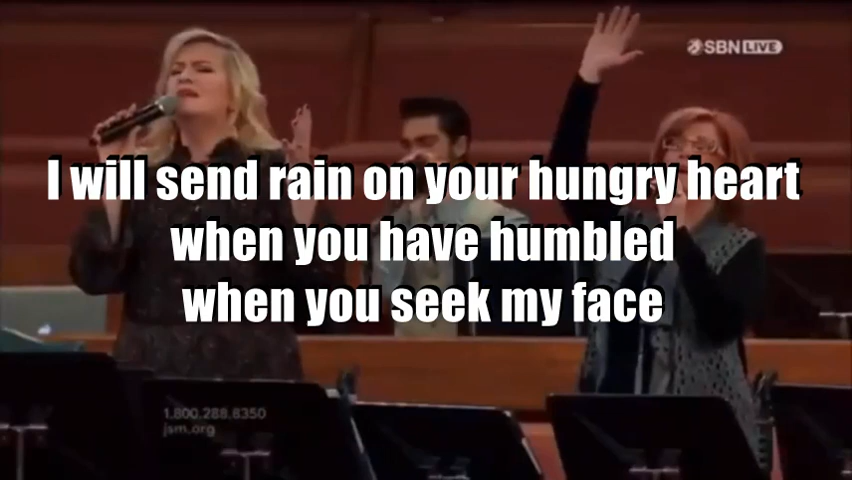 SBN LIVE
I will send rain on your hungry heart
when you have humbled
when you seek my face
1.800.288.8350
jsm.org